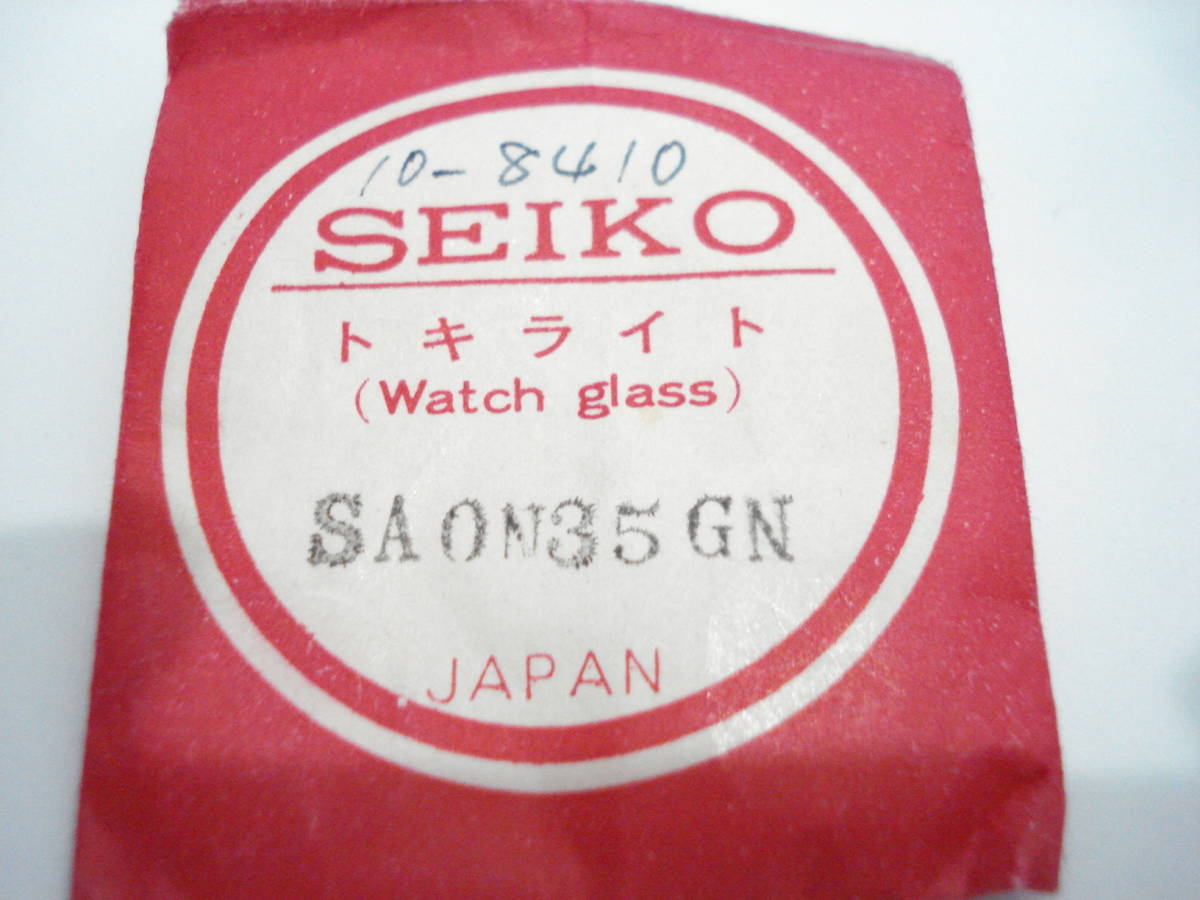 10-8410
SEIKO
トキライト
(Watch glass)
SA0N35GN
JAPAN